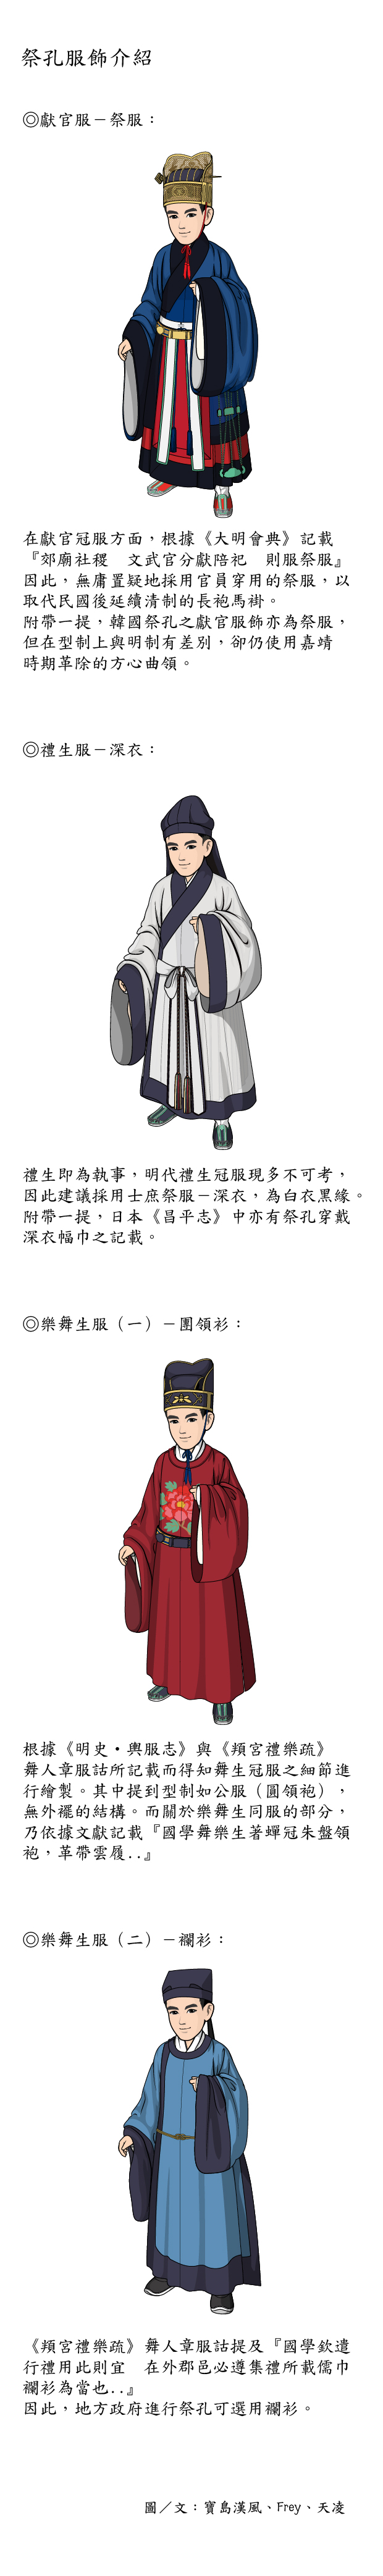 祭孔服飾介紹
◎獻官服－祭服：
在獻官冠服方面，根據《大明會典》記載
『郊廟社稷　文武官分獻陪祀　則服祭服』
因此，無庸置疑地採用官員穿用的祭服，以
取代民國後延續清制的長袍馬褂。
附帶一提，韓國祭孔之獻官服飾亦為祭服，
但在型制上與明制有差別，卻仍使用嘉靖
時期革除的方心曲領。
◎禮生服－深衣：
禮生即為執事，明代禮生冠服現多不可考，
因此建議採用士庶祭服－深衣，為白衣黑緣。
附帶一提，日本《昌平志》中亦有祭孔穿戴
深衣幅巾之記載。
◎樂舞生服（一）－團領衫：
根據《明史‧輿服志》與《頖宮禮樂疏》
舞人章服詁所記載而得知舞生冠服之細節進
行繪製。其中提到型制如公服（圓領袍），
無外襬的結構。而關於樂舞生同服的部分，
乃依據文獻記載『國學舞樂生著蟬冠朱盤領
袍，革帶雲履..』
◎樂舞生服（二）－襴衫：
《頖宮禮樂疏》舞人章服詁提及『國學欽遣
行禮用此則宜　在外郡邑必遵集禮所載儒巾
襴衫為當也..』
因此，地方政府進行祭孔可選用襴衫。
圖／文：寶島漢風、Frey、天凌